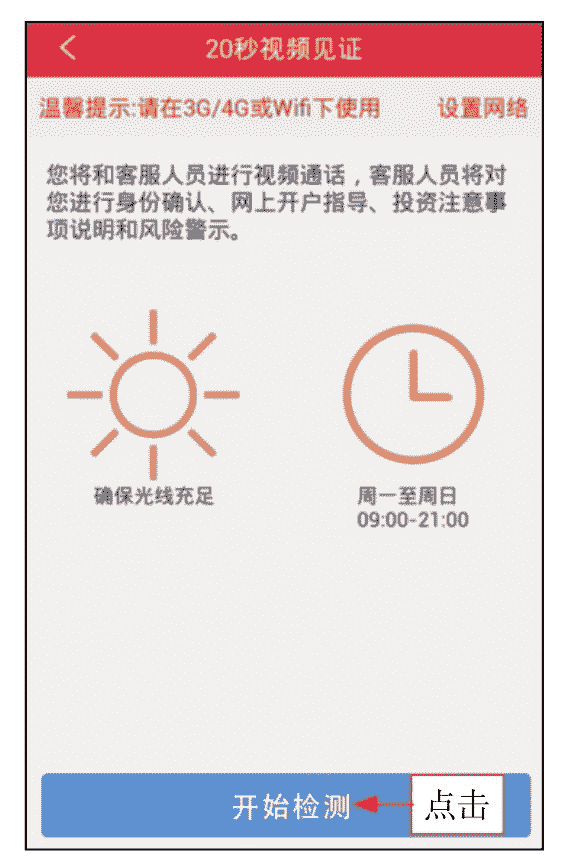 20秒视频见证
温馨提示:请在3G/4G或Wifi下使用 设置网络
您将和客服人员进行视频通话，客服人员将对
您进行身份确认、网上开户指导、投资注意事
项说明和风险警示。
确保光线充足
周一至周日
09:00-21:00
开始检测
点击